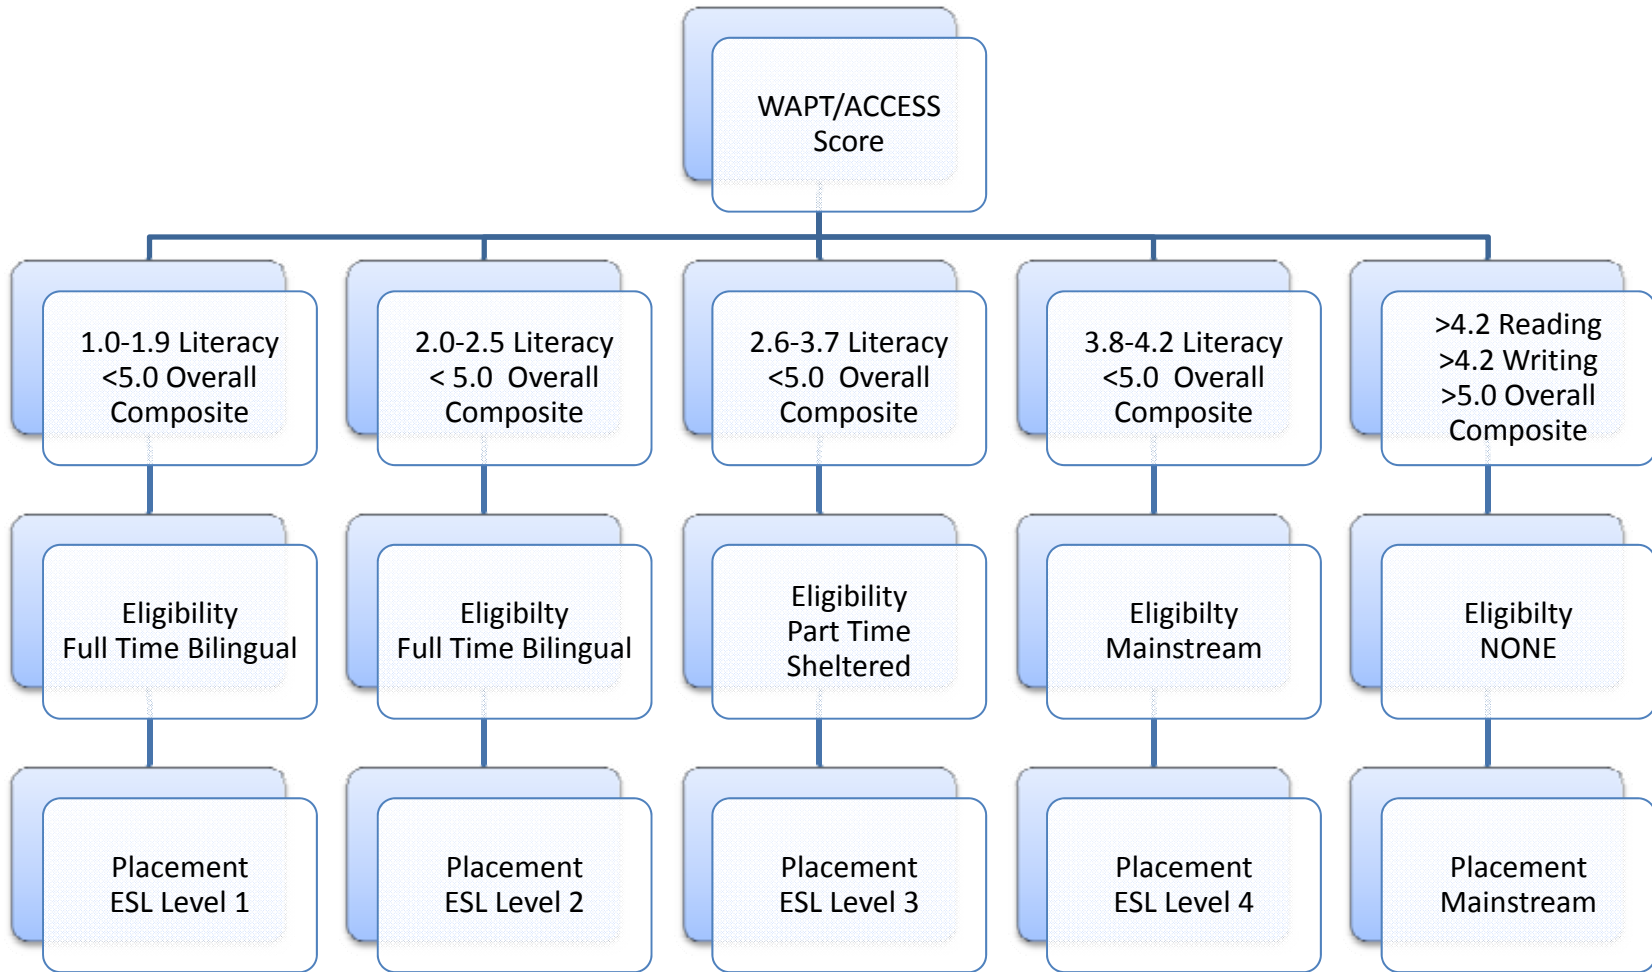 WAPT/ACCESS
Score
1.0-1.9 Literacy
<5.0 Overall
Composite
2.0-2.5 Literacy
< 5.0 Overall
Composite
2.6-3.7 Literacy
<5.0 Overall
Composite
3.8-4.2 Literacy
<5.0 Overall
Composite
>4.2 Reading
>4.2 Writing
>5.0 Overall
Composite
Eligibility
Full Time Bilingual
Eligibilty
Full Time Bilingual
Eligibility
Part Time
Sheltered
Eligibilty
Mainstream
Eligibilty
NONE
Placement
ESL Level 1
Placement
ESL Level 2
Placement
ESL Level 3
Placement
ESL Level 4
Placement
Mainstream